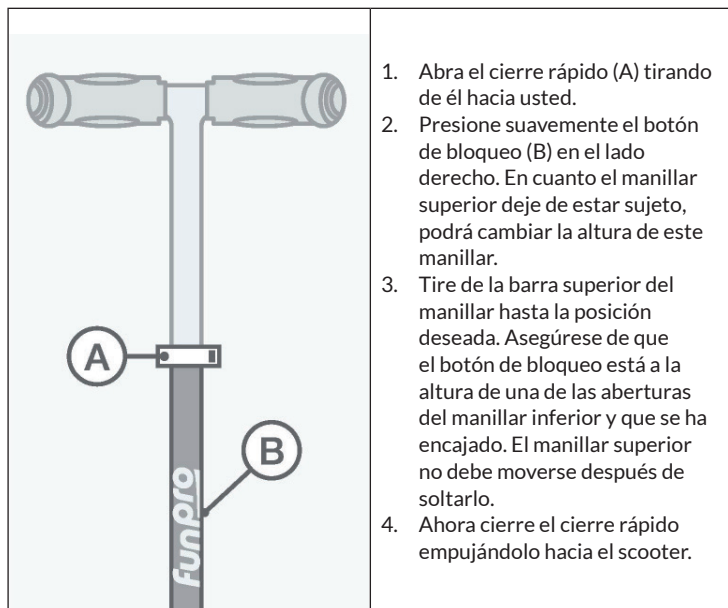 1. Abra el cierre rápido (A) tirando
de él hacia usted.
2. Presione suavemente el botón
de bloqueo (B) en el lado
derecho. En cuanto el manillar
superior deje de estar sujeto,
podrá cambiar la altura de este
manillar.
3. Tire de la barra superior del
manillar hasta la posición
deseada. Asegúrese de que
el botón de bloqueo está a la
altura de una de las aberturas
del manillar inferior y que se ha
encajado. El manillar superior
no debe moverse después de
soltarlo.
4. Ahora cierre el cierre rápido
empujándolo hacia el scooter.
A
B
funpro